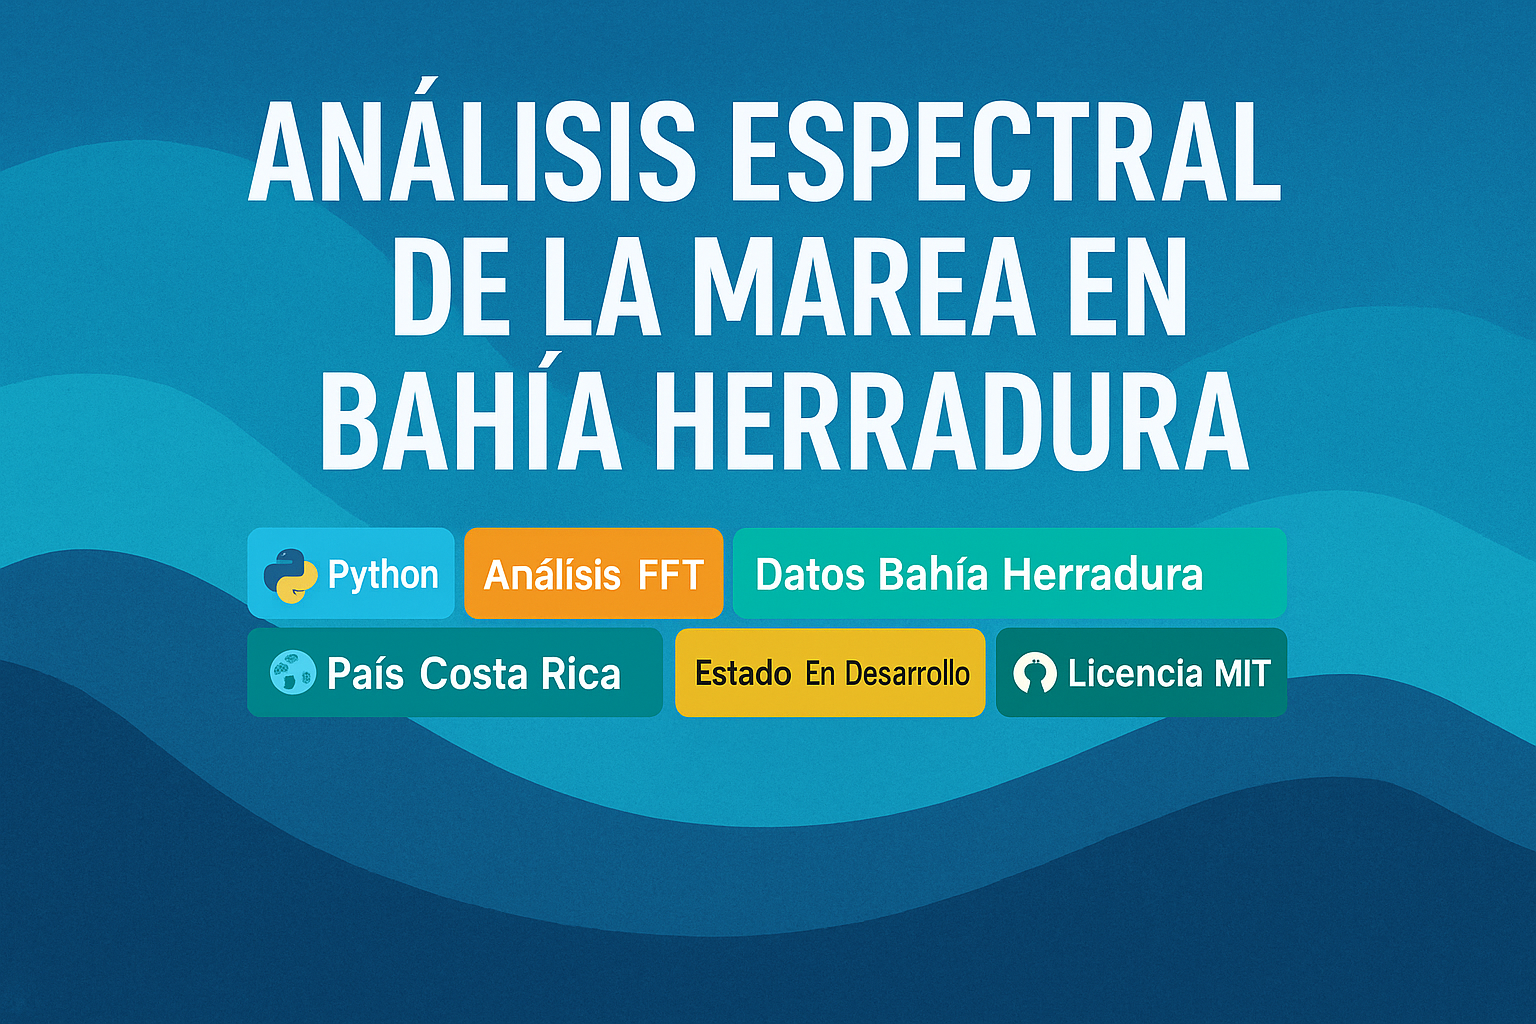 ANÁLISIS ESPECTRAL
DE LA MAREA EN
BAHÍA HERRADURA
Python
Análísis FFT
Datos Bahía Herradura
País Costa Rica
Estado En Desarrollo
Licencia MIT